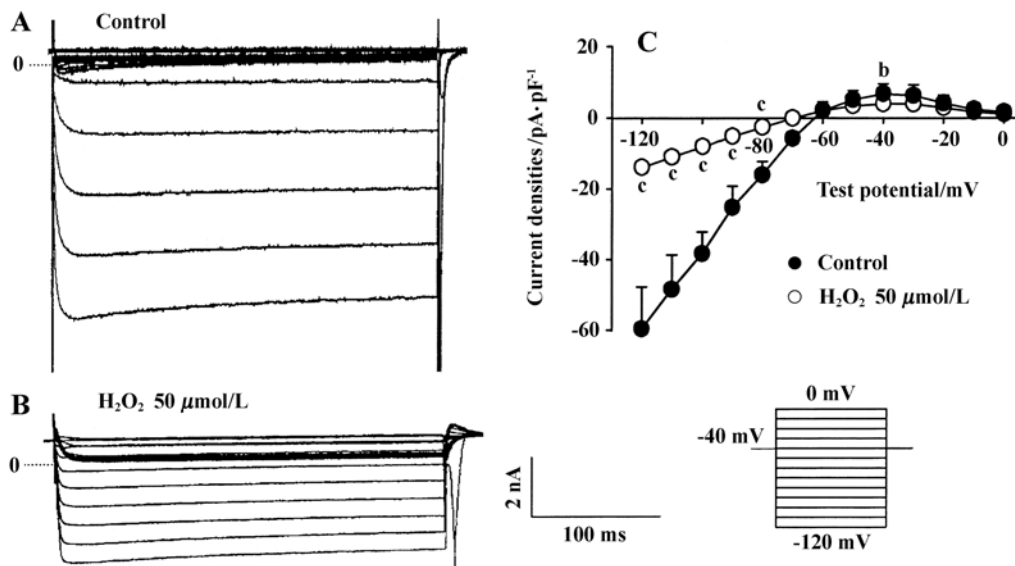 A
Control
0
B
H₂O₂ 50 μmol/L
0
C
Current densities/pA·pF⁻¹
20
0
-20
-40
-60
-120
-80
-60
-40
-20
0
b
c
c
c
c
c
Test potential/mV
Control
H₂O₂ 50 μmol/L
2 nA
100 ms
0 mV
-40 mV
-120 mV